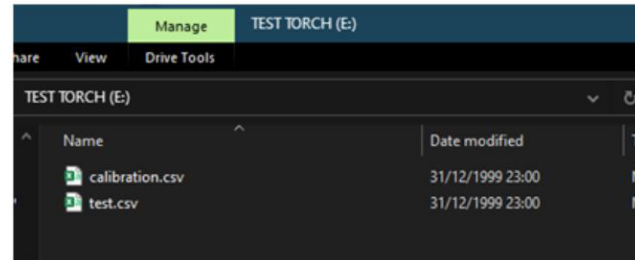 Manage TEST TORCH (E:)
hare View Drive Tools
TEST TORCH (E:)
Name Date modified
calibration.csv 31/12/1999 23:00
test.csv 31/12/1999 23:00